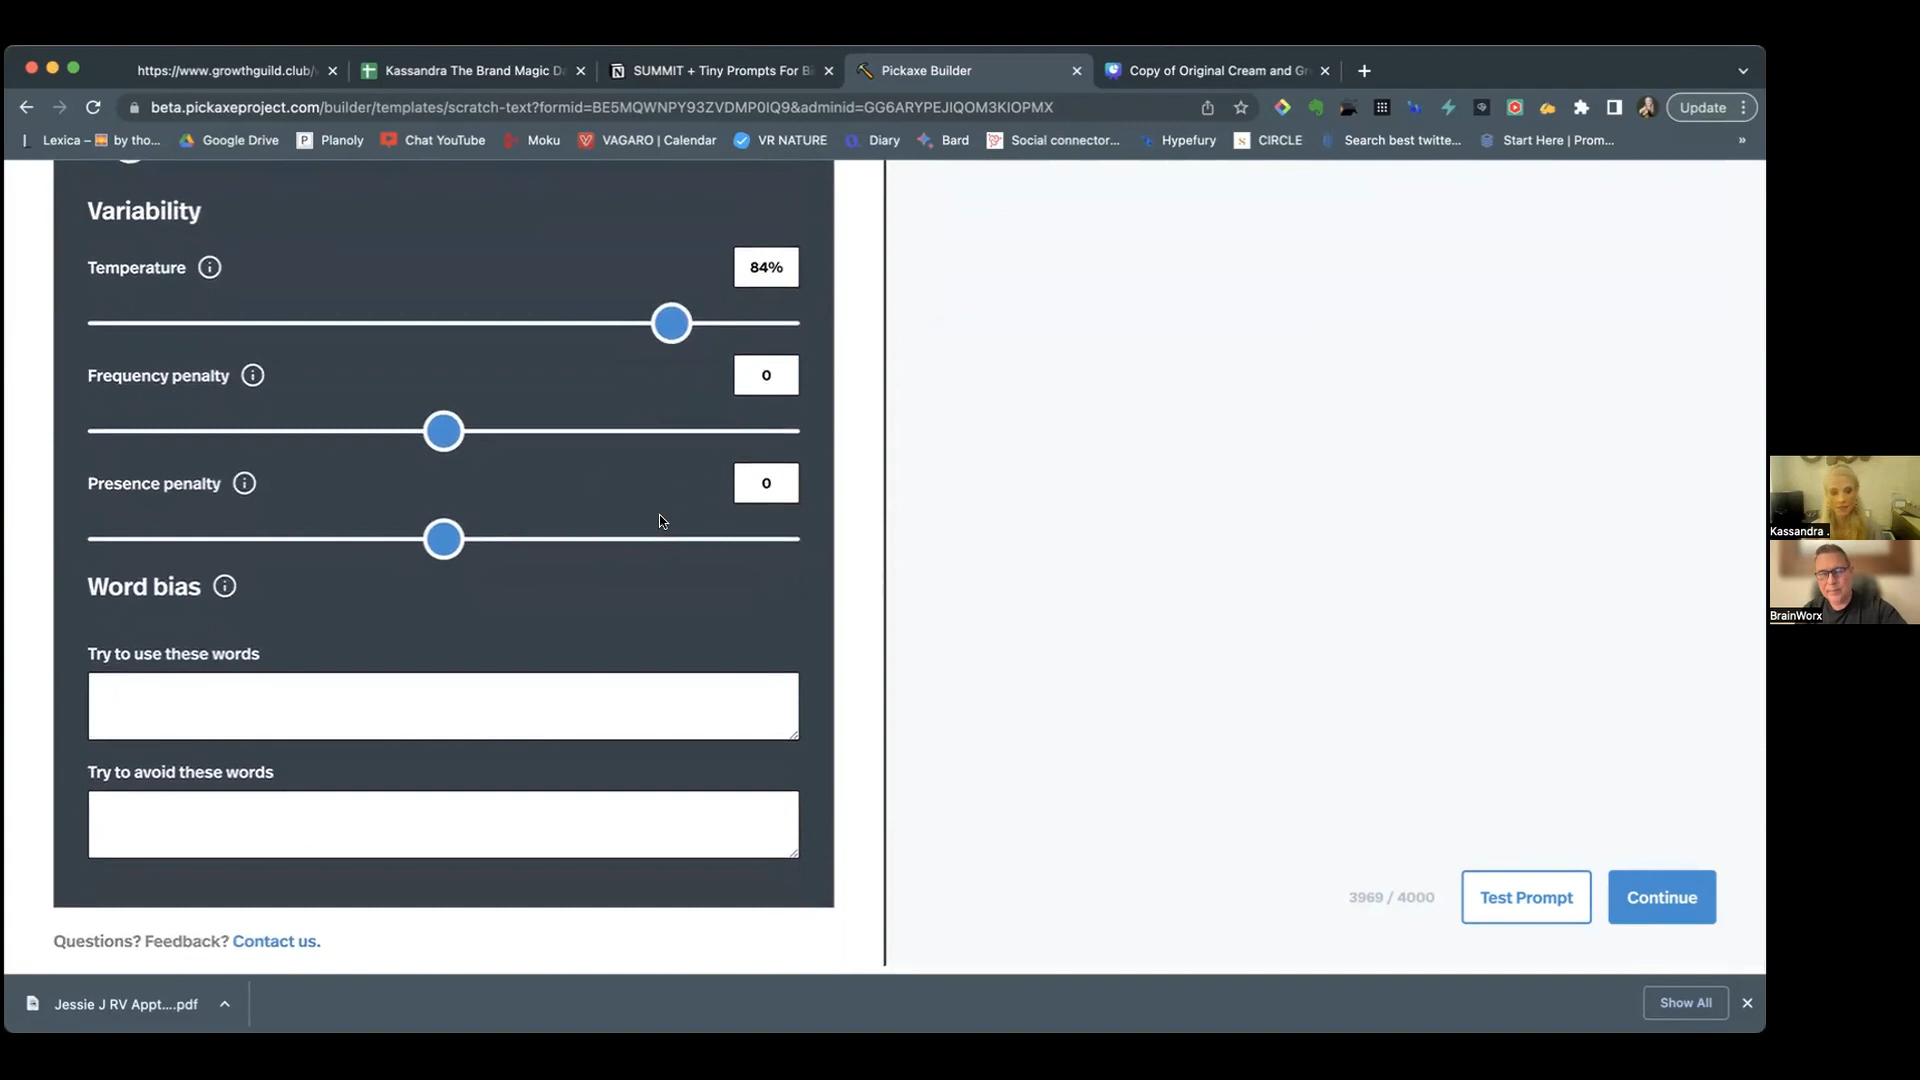 https://www.growthguild.club/
Kassandra The Brand Magic Da
SUMMIT + Tiny Prompts For Bi
Pickaxe Builder
Copy of Original Cream and Gr
beta.pickaxeproject.com/builder/templates/scratch-text?formid=BE5MQWNPY93ZVDMP0IQ9&adminid=GG6ARYPEJIQOM3KIOPMX
Update
Lexica – by tho...
Google Drive
Planoly
Chat YouTube
Moku
VAGARO | Calendar
VR NATURE
Diary
Bard
Social connector...
Hypefury
CIRCLE
Search best twitte...
Start Here | Prom...
»
Variability
Temperature
84%
Frequency penalty
0
Presence penalty
0
Word bias
Try to use these words
Try to avoid these words
3969 / 4000
Test Prompt
Continue
Questions? Feedback? Contact us.
Jessie J RV Appt....pdf
Show All
Kassandra .
BrainWorx